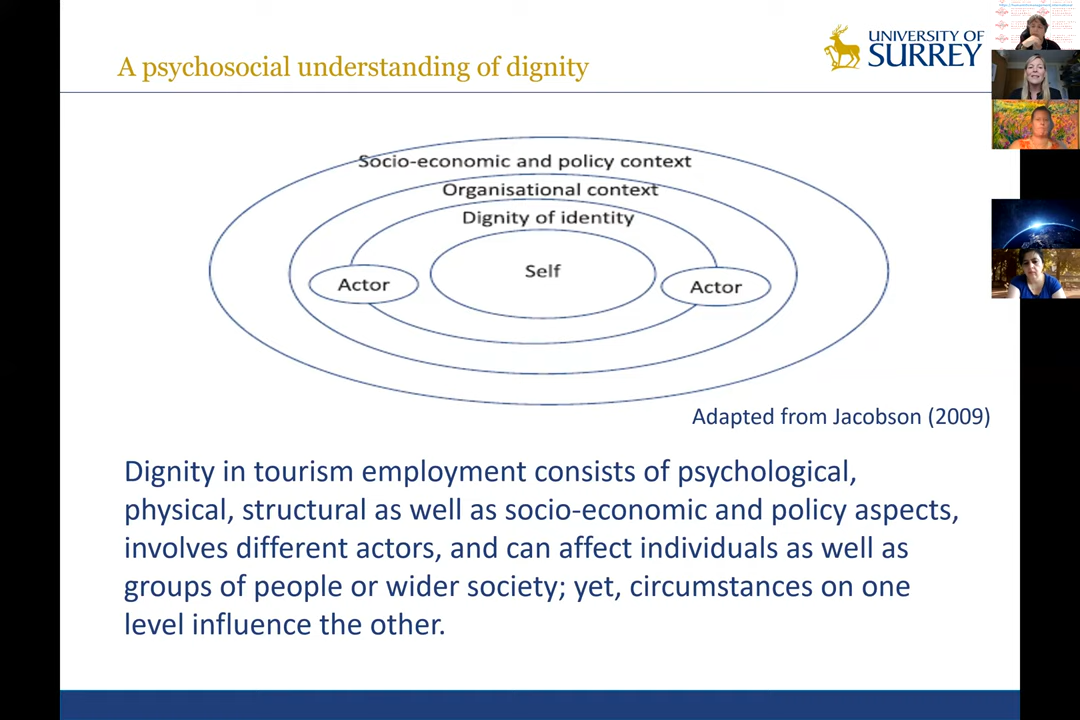 A psychosocial understanding of dignity
UNIVERSITY OF
SURREY
Socio-economic and policy context
Organisational context
Dignity of identity
Self
Actor
Actor
Adapted from Jacobson (2009)
Dignity in tourism employment consists of psychological,
physical, structural as well as socio-economic and policy aspects,
involves different actors, and can affect individuals as well as
groups of people or wider society; yet, circumstances on one
level influence the other.